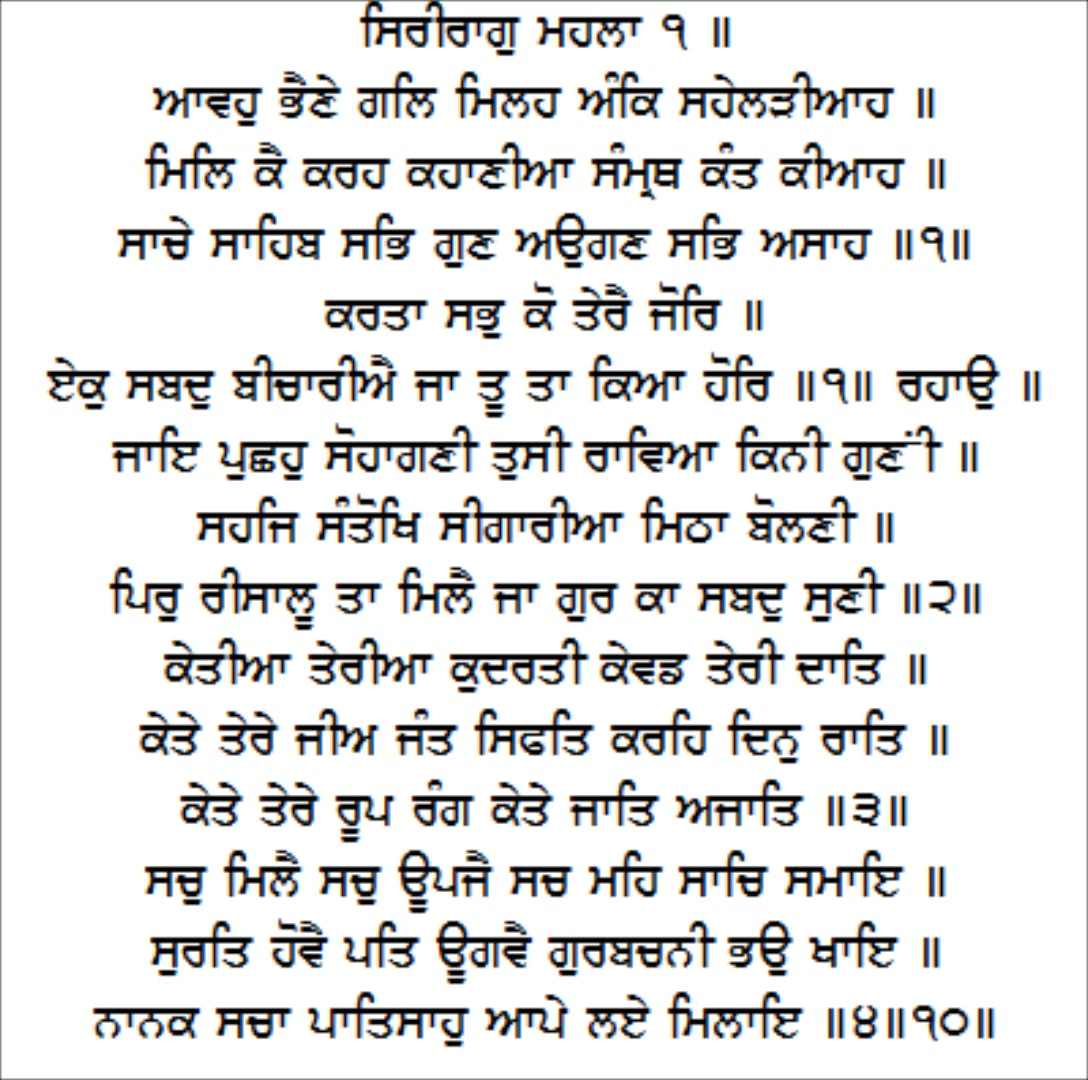 ਸਿਰੀਰਾਗੁ ਮਹਲਾ ੧ ॥
ਆਵਹੁ ਭੈਣੇ ਗਲਿ ਮਿਲਹ ਅੰਕਿ ਸਹੇਲੜੀਆਹ ॥
ਮਿਲਿ ਕੈ ਕਰਹ ਕਹਾਣੀਆ ਸੰਮ੍ਰਥ ਕੰਤ ਕੀਆਹ ॥
ਸਾਚੇ ਸਾਹਿਬ ਸਭਿ ਗੁਣ ਅਉਗਣ ਸਭਿ ਅਸਾਹ ॥੧॥
ਕਰਤਾ ਸਭੁ ਕੋ ਤੇਰੈ ਜੋਰਿ ॥
ਏਕੁ ਸਬਦੁ ਬੀਚਾਰੀਐ ਜਾ ਤੂ ਤਾ ਕਿਆ ਹੋਰਿ ॥੧॥ ਰਹਾਉ ॥
ਜਾਇ ਪੁਛਹੁ ਸੋਹਾਗਣੀ ਤੁਸੀ ਰਾਵਿਆ ਕਿਨੀ ਗੁਣੀਂ ॥
ਸਹਜਿ ਸੰਤੋਖਿ ਸੀਗਾਰੀਆ ਮਿਠਾ ਬੋਲਣੀ ॥
ਪਿਰੁ ਰੀਸਾਲੂ ਤਾ ਮਿਲੈ ਜਾ ਗੁਰ ਕਾ ਸਬਦੁ ਸੁਣੀ ॥੨॥
ਕੇਤੀਆ ਤੇਰੀਆ ਕੁਦਰਤੀ ਕੇਵਡ ਤੇਰੀ ਦਾਤਿ ॥
ਕੇਤੇ ਤੇਰੇ ਜੀਅ ਜੰਤ ਸਿਫਤਿ ਕਰਹਿ ਦਿਨੁ ਰਾਤਿ ॥
ਕੇਤੇ ਤੇਰੇ ਰੂਪ ਰੰਗ ਕੇਤੇ ਜਾਤਿ ਅਜਾਤਿ ॥੩॥
ਸਚੁ ਮਿਲੈ ਸਚੁ ਊਪਜੈ ਸਚ ਮਹਿ ਸਾਚਿ ਸਮਾਇ ॥
ਸੁਰਤਿ ਹੋਵੈ ਪਤਿ ਊਗਵੈ ਗੁਰਬਚਨੀ ਭਉ ਖਾਇ ॥
ਨਾਨਕ ਸਚਾ ਪਾਤਿਸਾਹੁ ਆਪੇ ਲਏ ਮਿਲਾਇ ॥੪॥੧੦॥